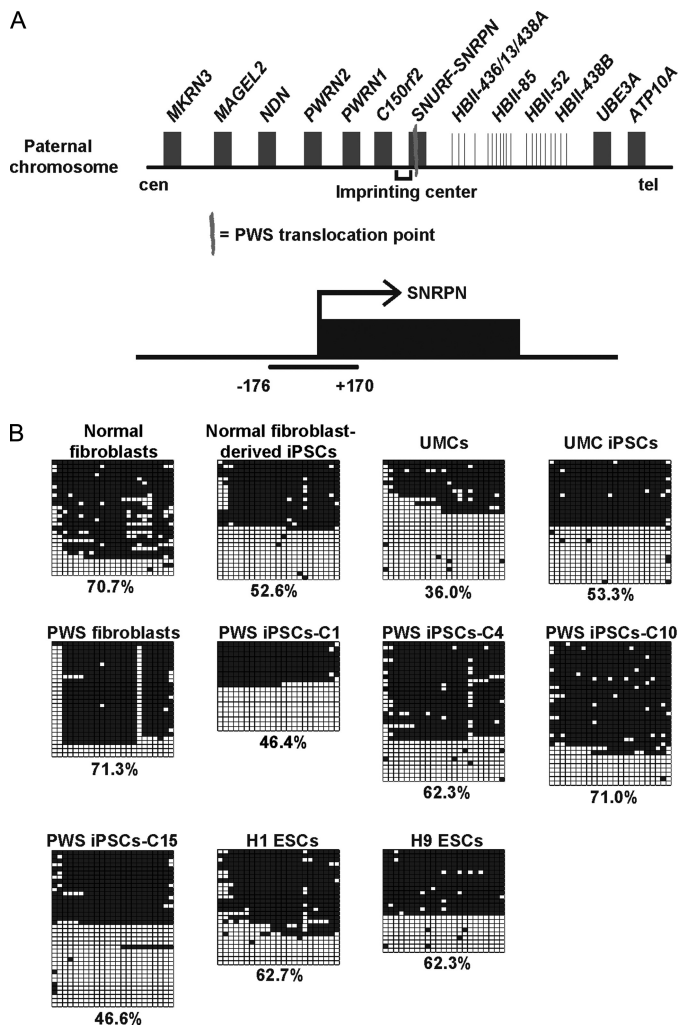 A
MKRN3
MAGEL2
NDN
PWRN2
PWRN1
C150rf2
SNURF-SNRPN
HBII-436/13/438A
HBII-85
HBII-52
HBII-438B
UBE3A
ATP10A
Paternal
chromosome
cen
Imprinting center
tel
= PWS translocation point
SNRPN
-176
+170
B
Normal
fibroblasts
Normal fibroblast-
derived iPSCs
UMCs
UMC iPSCs
70.7%
52.6%
36.0%
53.3%
PWS fibroblasts
PWS iPSCs-C1
PWS iPSCs-C4
PWS iPSCs-C10
71.3%
46.4%
62.3%
71.0%
PWS iPSCs-C15
H1 ESCs
H9 ESCs
46.6%
62.7%
62.3%